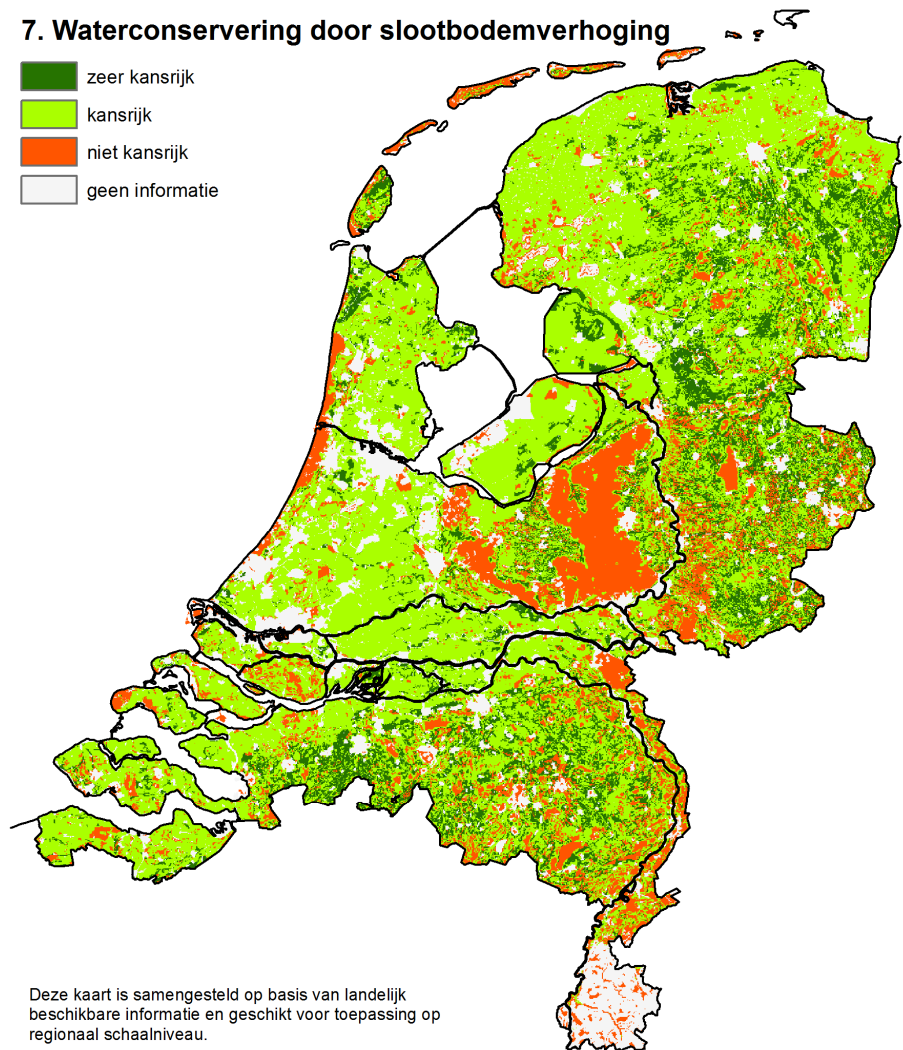 7. Waterconservering door slootbodemverhoging
zeer kansrijk
kansrijk
niet kansrijk
geen informatie
Deze kaart is samengesteld op basis van landelijk
beschikbare informatie en geschikt voor toepassing op
regionaal schaalniveau.